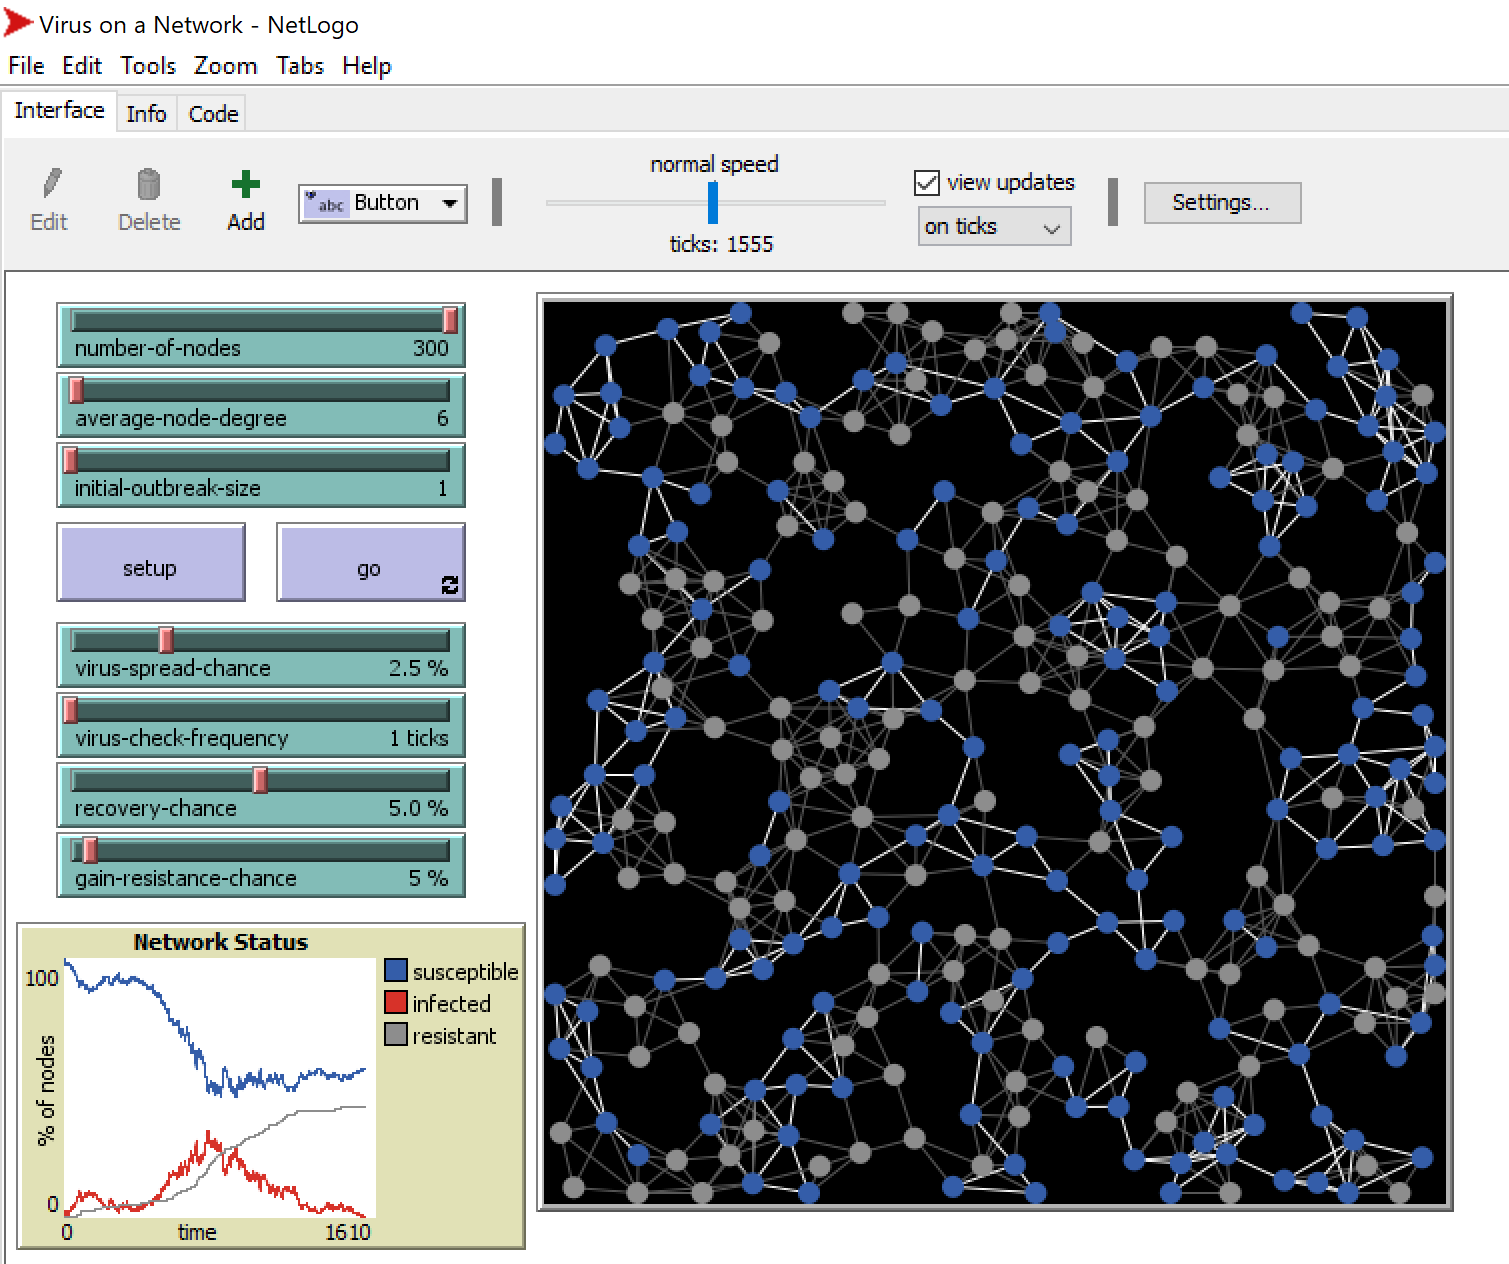 Virus on a Network - NetLogo
File Edit Tools Zoom Tabs Help
Interface Info Code
normal speed
Edit Delete Add abc Button view updates Settings...
on ticks
ticks: 1555
number-of-nodes 300
average-node-degree 6
initial-outbreak-size 1
setup go
virus-spread-chance 2.5 %
virus-check-frequency 1 ticks
recovery-chance 5.0 %
gain-resistance-chance 5 %
Network Status
100
% of nodes
0
0 time 1610
susceptible
infected
resistant